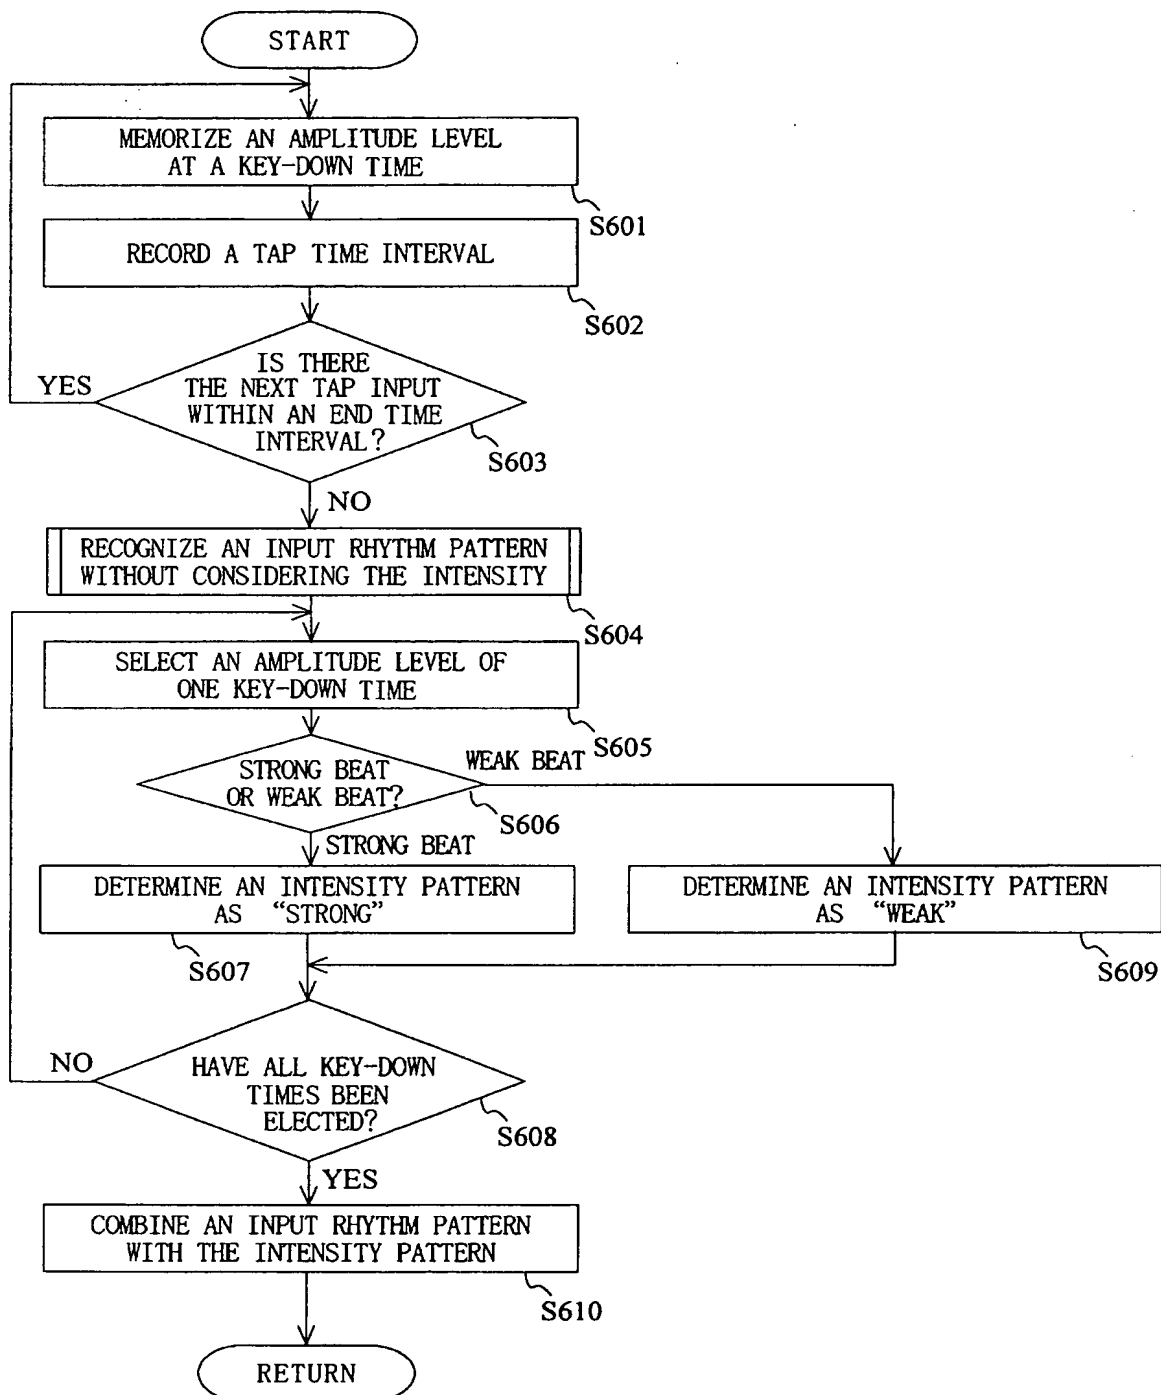 START
MEMORIZE AN AMPLITUDE LEVEL
AT A KEY-DOWN TIME
S601
RECORD A TAP TIME INTERVAL
S602
IS THERE
THE NEXT TAP INPUT
WITHIN AN END TIME
INTERVAL?
YES
S603
NO
RECOGNIZE AN INPUT RHYTHM PATTERN
WITHOUT CONSIDERING THE INTENSITY
S604
SELECT AN AMPLITUDE LEVEL OF
ONE KEY-DOWN TIME
S605
STRONG BEAT
OR WEAK BEAT?
WEAK BEAT
S606
STRONG BEAT
DETERMINE AN INTENSITY PATTERN
AS "STRONG"
S607
DETERMINE AN INTENSITY PATTERN
AS "WEAK"
S609
NO
HAVE ALL KEY-DOWN
TIMES BEEN
ELECTED?
S608
YES
COMBINE AN INPUT RHYTHM PATTERN
WITH THE INTENSITY PATTERN
S610
RETURN